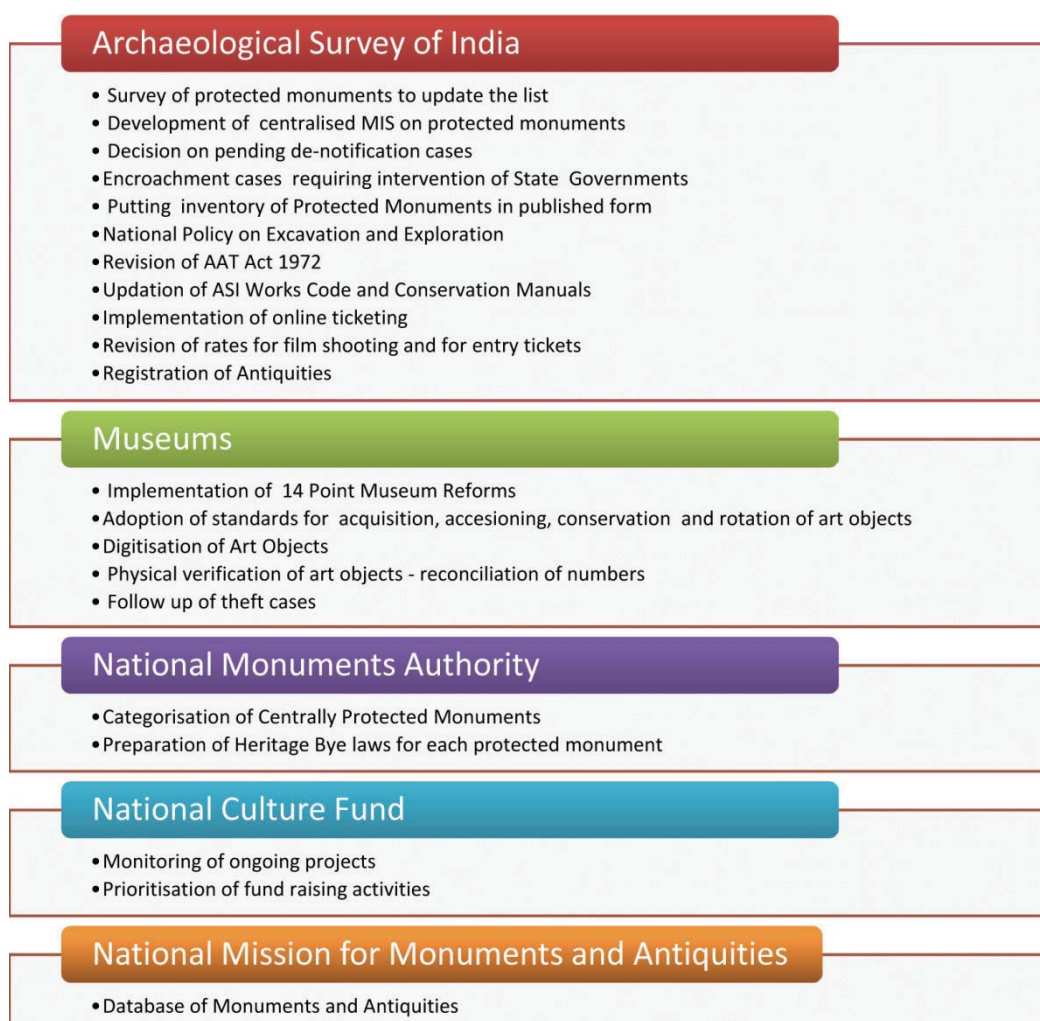 Archaeological Survey of India
• Survey of protected monuments to update the list
• Development of centralised MIS on protected monuments
• Decision on pending de-notification cases
• Encroachment cases requiring intervention of State Governments
• Putting inventory of Protected Monuments in published form
• National Policy on Excavation and Exploration
• Revision of AAT Act 1972
• Updation of ASI Works Code and Conservation Manuals
• Implementation of online ticketing
• Revision of rates for film shooting and for entry tickets
• Registration of Antiquities
Museums
• Implementation of 14 Point Museum Reforms
• Adoption of standards for acquisition, accesioning, conservation and rotation of art objects
• Digitisation of Art Objects
• Physical verification of art objects - reconciliation of numbers
• Follow up of theft cases
National Monuments Authority
• Categorisation of Centrally Protected Monuments
• Preparation of Heritage Bye laws for each protected monument
National Culture Fund
• Monitoring of ongoing projects
• Prioritisation of fund raising activities
National Mission for Monuments and Antiquities
• Database of Monuments and Antiquities